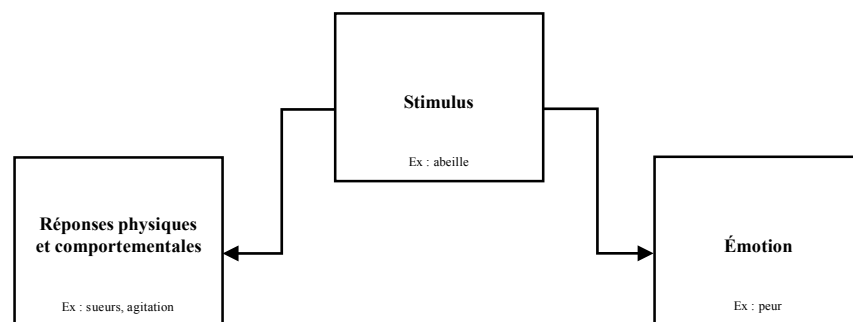 Stimulus
Ex : abeille
Réponses physiques
et comportementales
Ex : sueurs, agitation
Émotion
Ex : peur